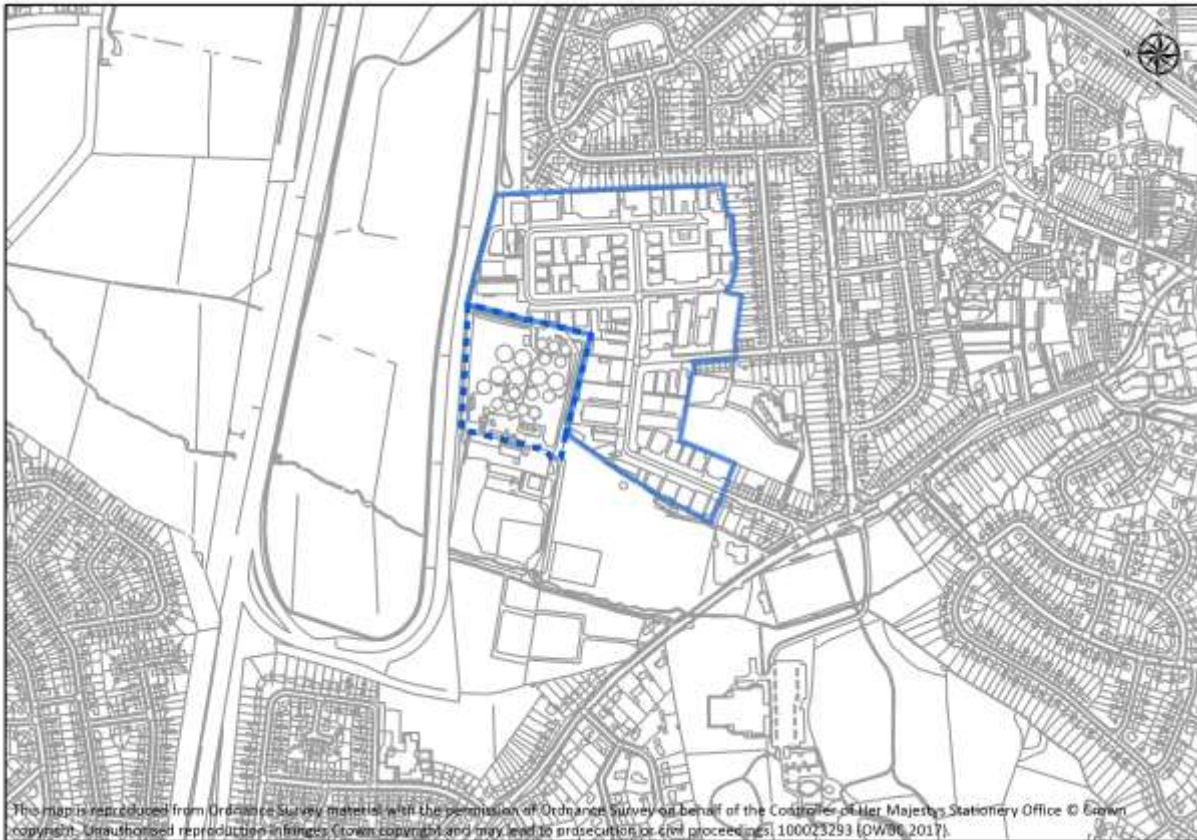 This map is reproduced from Ordnance Survey material with the permission of Ordnance Survey on behalf of the Controller of Her Majestys Stationery Office © Crown
copyright. Unauthorised reproduction infringes Crown copyright and may lead to prosecution or civil proceedings. 100023293 (OWBC 2017).